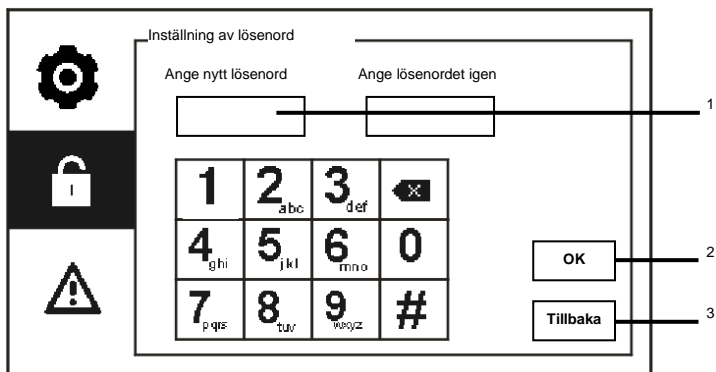 Inställning av lösenord
Ange nytt lösenord Ange lösenordet igen
1
1 2abc 3def X
4ghi 5jkl 6mno 0
OK 2
7pqrs 8tuv 9wxyz #
Tillbaka 3